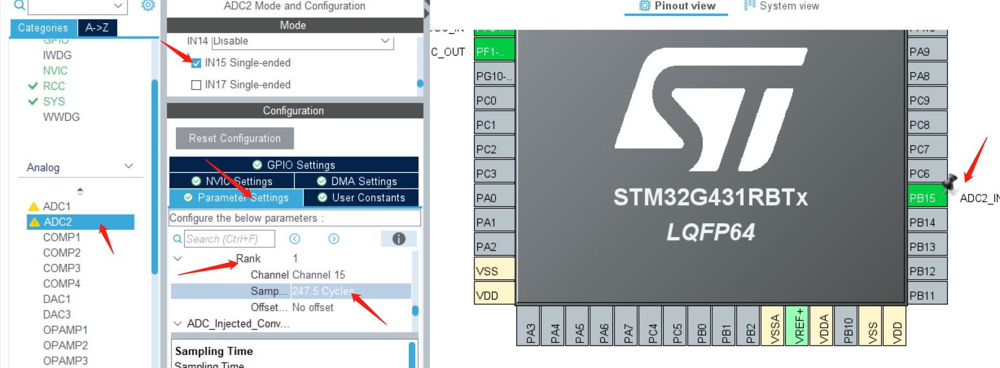 ADC2 Mode and Configuration
Pinout view
System view
Categories
A->Z
Mode
GPIO
IWDG
NVIC
RCC
SYS
WWDG
Analog
ADC1
ADC2
COMP1
COMP2
COMP3
COMP4
DAC1
DAC3
OPAMP1
OPAMP2
OPAMP3
IN14 Disable
IN15 Single-ended
IN17 Single-ended
Configuration
Reset Configuration
GPIO Settings
NVIC Settings
DMA Settings
Parameter Settings
User Constants
Configure the below parameters :
Search (Ctrl+F)
Rank 1
Channel Channel 15
Samp... 247.5 Cycles
Offset... No offset
ADC_Injected_Conv...
Sampling Time
Sampling Time
C_OUT
PF1-..
PG10-..
PC0
PC1
PC2
PC3
PA0
PA1
PA2
VSS
VDD
STM32G431RBTx
LQFP64
PA9
PA8
PC9
PC8
PC7
PC6
PB15 ADC2_IN
PB14
PB13
PB12
PB11
PA3
PA4
PA5
PA6
PA7
PC4
PC5
PB0
PB1
PB2
VSSA
VREF+
VDDA
PB10
VSS
VDD